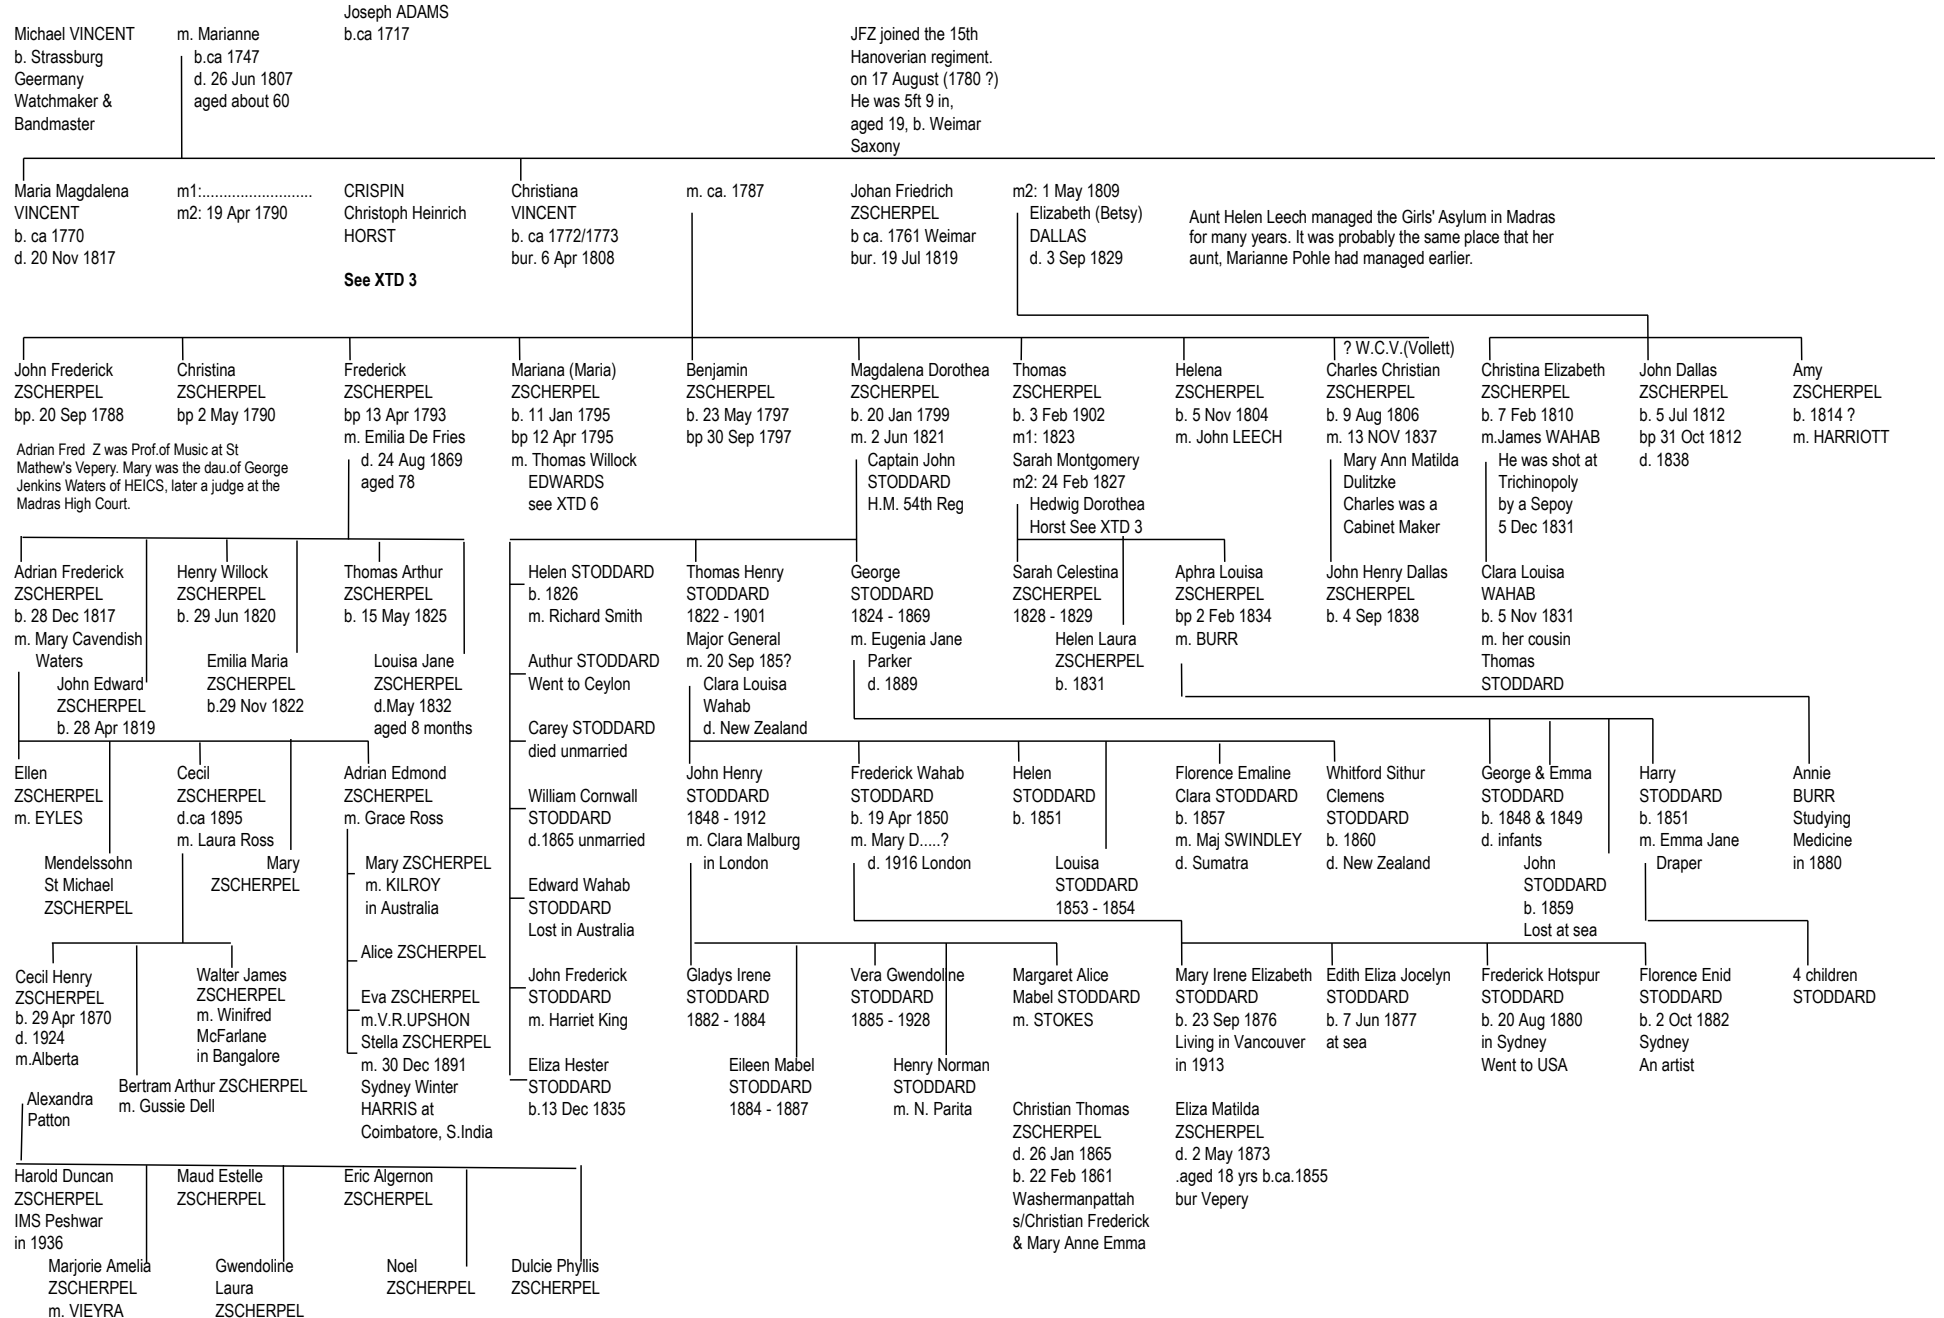 Joseph ADAMS
b.ca 1717
Michael VINCENT
b. Strassburg
Geermany
Watchmaker &
Bandmaster
m. Marianne
b.ca 1747
d. 26 Jun 1807
aged about 60
JFZ joined the 15th
Hanoverian regiment.
on 17 August (1780 ?)
He was 5ft 9 in,
aged 19, b. Weimar
Saxony
Maria Magdalena
VINCENT
b. ca 1770
d. 20 Nov 1817
m1:..........................
m2: 19 Apr 1790
CRISPIN
Christoph Heinrich
HORST
See XTD 3
Christiana
VINCENT
b. ca 1772/1773
bur. 6 Apr 1808
m. ca. 1787
Johan Friedrich
ZSCHERPEL
b ca. 1761 Weimar
bur. 19 Jul 1819
m2: 1 May 1809
Elizabeth (Betsy)
DALLAS
d. 3 Sep 1829
Aunt Helen Leech managed the Girls' Asylum in Madras
for many years. It was probably the same place that her
aunt, Marianne Pohle had managed earlier.
John Frederick
ZSCHERPEL
bp. 20 Sep 1788
Christina
ZSCHERPEL
bp 2 May 1790
Frederick
ZSCHERPEL
bp 13 Apr 1793
m. Emilia De Fries
d. 24 Aug 1869
aged 78
Mariana (Maria)
ZSCHERPEL
b. 11 Jan 1795
bp 12 Apr 1795
m. Thomas Willock
EDWARDS
see XTD 6
Benjamin
ZSCHERPEL
b. 23 May 1797
bp 30 Sep 1797
Magdalena Dorothea
ZSCHERPEL
b. 20 Jan 1799
m. 2 Jun 1821
Captain John
STODDARD
H.M. 54th Reg
Thomas
ZSCHERPEL
b. 3 Feb 1902
m1: 1823
Sarah Montgomery
m2: 24 Feb 1827
Hedwig Dorothea
Horst See XTD 3
Helena
ZSCHERPEL
b. 5 Nov 1804
m. John LEECH
? W.C.V.(Vollett)
Charles Christian
ZSCHERPEL
b. 9 Aug 1806
m. 13 NOV 1837
Mary Ann Matilda
Dulitzke
Charles was a
Cabinet Maker
Christina Elizabeth
ZSCHERPEL
b. 7 Feb 1810
m.James WAHAB
He was shot at
Trichinopoly
by a Sepoy
5 Dec 1831
John Dallas
ZSCHERPEL
b. 5 Jul 1812
bp 31 Oct 1812
d. 1838
Amy
ZSCHERPEL
b. 1814 ?
m. HARRIOTT
Adrian Fred Z was Prof.of Music at St
Mathew's Vepery. Mary was the dau.of George
Jenkins Waters of HEICS, later a judge at the
Madras High Court.
Adrian Frederick
ZSCHERPEL
b. 28 Dec 1817
m. Mary Cavendish
Waters
John Edward
ZSCHERPEL
b. 28 Apr 1819
Henry Willock
ZSCHERPEL
b. 29 Jun 1820
Emilia Maria
ZSCHERPEL
b.29 Nov 1822
Thomas Arthur
ZSCHERPEL
b. 15 May 1825
Louisa Jane
ZSCHERPEL
d.May 1832
aged 8 months
Helen STODDARD
b. 1826
m. Richard Smith
Authur STODDARD
Went to Ceylon
Carey STODDARD
died unmarried
William Cornwall
STODDARD
d.1865 unmarried
Edward Wahab
STODDARD
Lost in Australia
John Frederick
STODDARD
m. Harriet King
Eliza Hester
STODDARD
b.13 Dec 1835
Thomas Henry
STODDARD
1822 - 1901
Major General
m. 20 Sep 185?
Clara Louisa
Wahab
d. New Zealand
George
STODDARD
1824 - 1869
m. Eugenia Jane
Parker
d. 1889
Sarah Celestina
ZSCHERPEL
1828 - 1829
Helen Laura
ZSCHERPEL
b. 1831
Aphra Louisa
ZSCHERPEL
bp 2 Feb 1834
m. BURR
John Henry Dallas
ZSCHERPEL
b. 4 Sep 1838
Clara Louisa
WAHAB
b. 5 Nov 1831
m. her cousin
Thomas
STODDARD
Ellen
ZSCHERPEL
m. EYLES
Mendelssohn
St Michael
ZSCHERPEL
Cecil
ZSCHERPEL
d.ca 1895
m. Laura Ross
Mary
ZSCHERPEL
Adrian Edmond
ZSCHERPEL
m. Grace Ross
Mary ZSCHERPEL
m. KILROY
in Australia
Alice ZSCHERPEL
Eva ZSCHERPEL
m.V.R.UPSHON
Stella ZSCHERPEL
m. 30 Dec 1891
Sydney Winter
HARRIS at
Coimbatore, S.India
John Henry
STODDARD
1848 - 1912
m. Clara Malburg
in London
Frederick Wahab
STODDARD
b. 19 Apr 1850
m. Mary D.....?
d. 1916 London
Helen
STODDARD
b. 1851
Louisa
STODDARD
1853 - 1854
Florence Emaline
Clara STODDARD
b. 1857
m. Maj SWINDLEY
d. Sumatra
Whitford Sithur
Clemens
STODDARD
b. 1860
d. New Zealand
George & Emma
STODDARD
b. 1848 & 1849
d. infants
John
STODDARD
b. 1859
Lost at sea
Harry
STODDARD
b. 1851
m. Emma Jane
Draper
Annie
BURR
Studying
Medicine
in 1880
Cecil Henry
ZSCHERPEL
b. 29 Apr 1870
d. 1924
m.Alberta
Alexandra
Patton
Bertram Arthur ZSCHERPEL
m. Gussie Dell
Walter James
ZSCHERPEL
m. Winifred
McFarlane
in Bangalore
Gladys Irene
STODDARD
1882 - 1884
Eileen Mabel
STODDARD
1884 - 1887
Vera Gwendolne
STODDARD
1885 - 1928
Henry Norman
STODDARD
m. N. Parita
Margaret Alice
Mabel STODDARD
m. STOKES
Mary Irene Elizabeth
STODDARD
b. 23 Sep 1876
Living in Vancouver
in 1913
Edith Eliza Jocelyn
STODDARD
b. 7 Jun 1877
at sea
Frederick Hotspur
STODDARD
b. 20 Aug 1880
in Sydney
Went to USA
Florence Enid
STODDARD
b. 2 Oct 1882
Sydney
An artist
4 children
STODDARD
Christian Thomas
ZSCHERPEL
d. 26 Jan 1865
b. 22 Feb 1861
Washermanpattah
s/Christian Frederick
& Mary Anne Emma
Eliza Matilda
ZSCHERPEL
d. 2 May 1873
.aged 18 yrs b.ca.1855
bur Vepery
Harold Duncan
ZSCHERPEL
IMS Peshwar
in 1936
Marjorie Amelia
ZSCHERPEL
m. VIEYRA
Maud Estelle
ZSCHERPEL
Gwendoline
Laura
ZSCHERPEL
Eric Algernon
ZSCHERPEL
Noel
ZSCHERPEL
Dulcie Phyllis
ZSCHERPEL